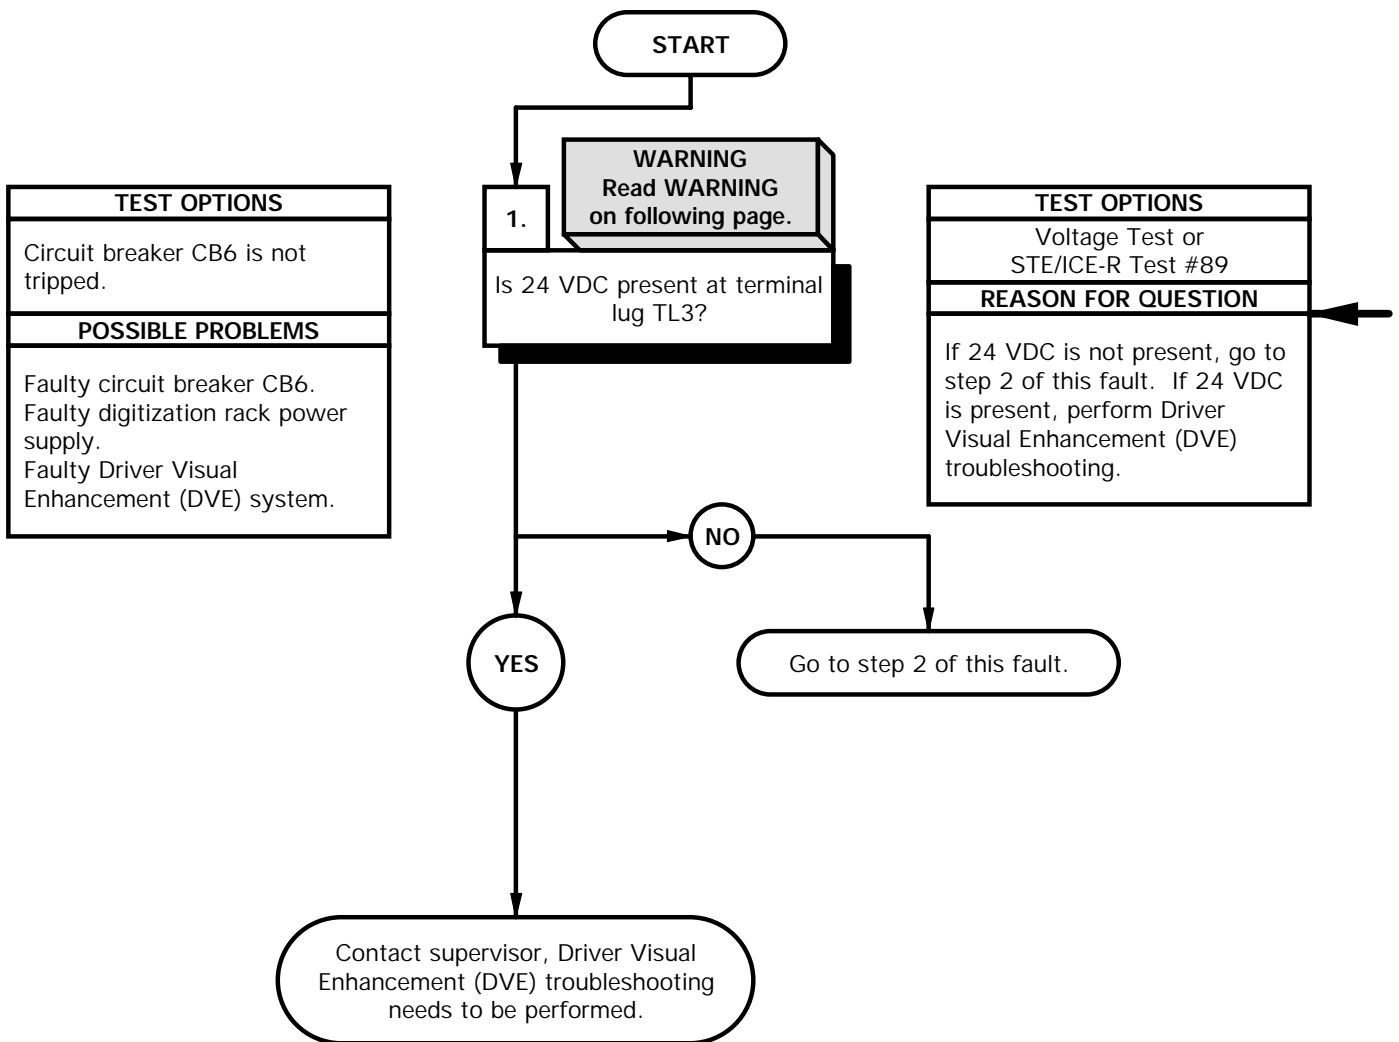 START
WARNING
Read WARNING
on following page.
1.
Is 24 VDC present at terminal
lug TL3?
TEST OPTIONS
Circuit breaker CB6 is not
tripped.
POSSIBLE PROBLEMS
Faulty circuit breaker CB6.
Faulty digitization rack power
supply.
Faulty Driver Visual
Enhancement (DVE) system.
TEST OPTIONS
Voltage Test or
STE/ICE-R Test #89
REASON FOR QUESTION
If 24 VDC is not present, go to
step 2 of this fault. If 24 VDC
is present, perform Driver
Visual Enhancement (DVE)
troubleshooting.
NO
YES
Go to step 2 of this fault.
Contact supervisor, Driver Visual
Enhancement (DVE) troubleshooting
needs to be performed.